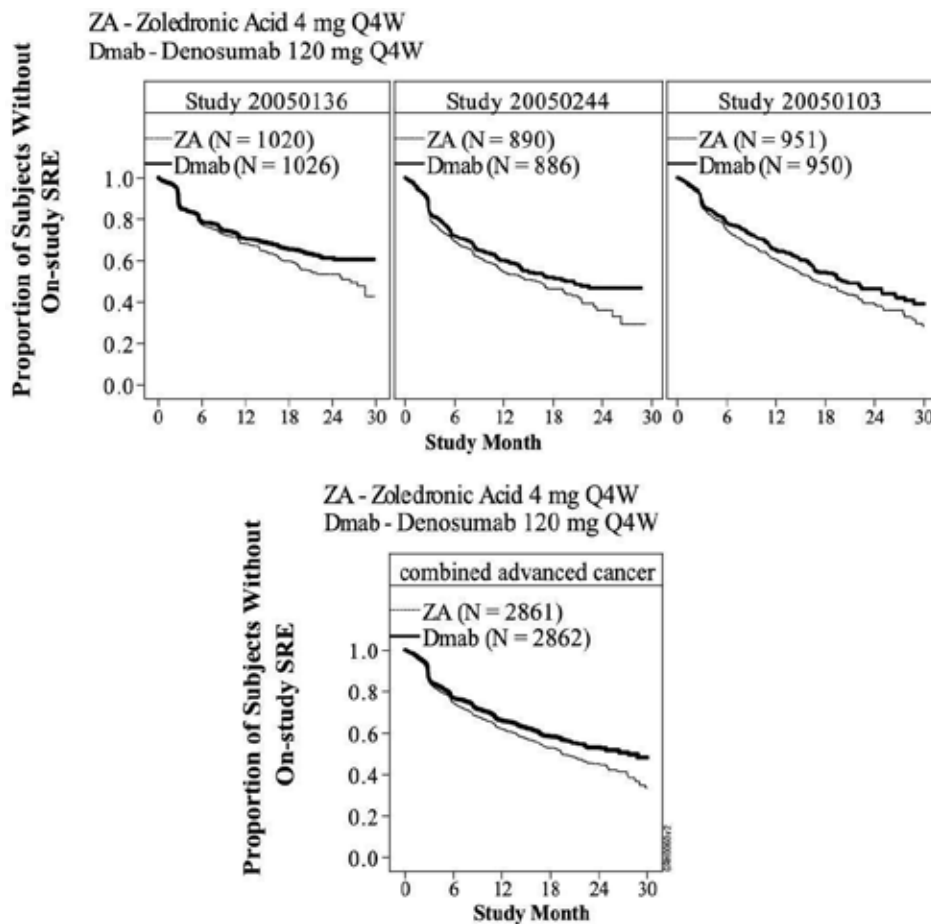 ZA - Zoledronic Acid 4 mg Q4W
Dmab - Denosumab 120 mg Q4W
Proportion of Subjects Without
On-study SRE
Study 20050136
ZA (N = 1020)
Dmab (N = 1026)
Study 20050244
ZA (N = 890)
Dmab (N = 886)
Study 20050103
ZA (N = 951)
Dmab (N = 950)
1.0
0.8
0.6
0.4
0.2
0.0
0 6 12 18 24 30
0 6 12 18 24 30
0 6 12 18 24 30
Study Month
ZA - Zoledronic Acid 4 mg Q4W
Dmab - Denosumab 120 mg Q4W
Proportion of Subjects Without
On-study SRE
combined advanced cancer
ZA (N = 2861)
Dmab (N = 2862)
1.0
0.8
0.6
0.4
0.2
0.0
0 6 12 18 24 30
Study Month